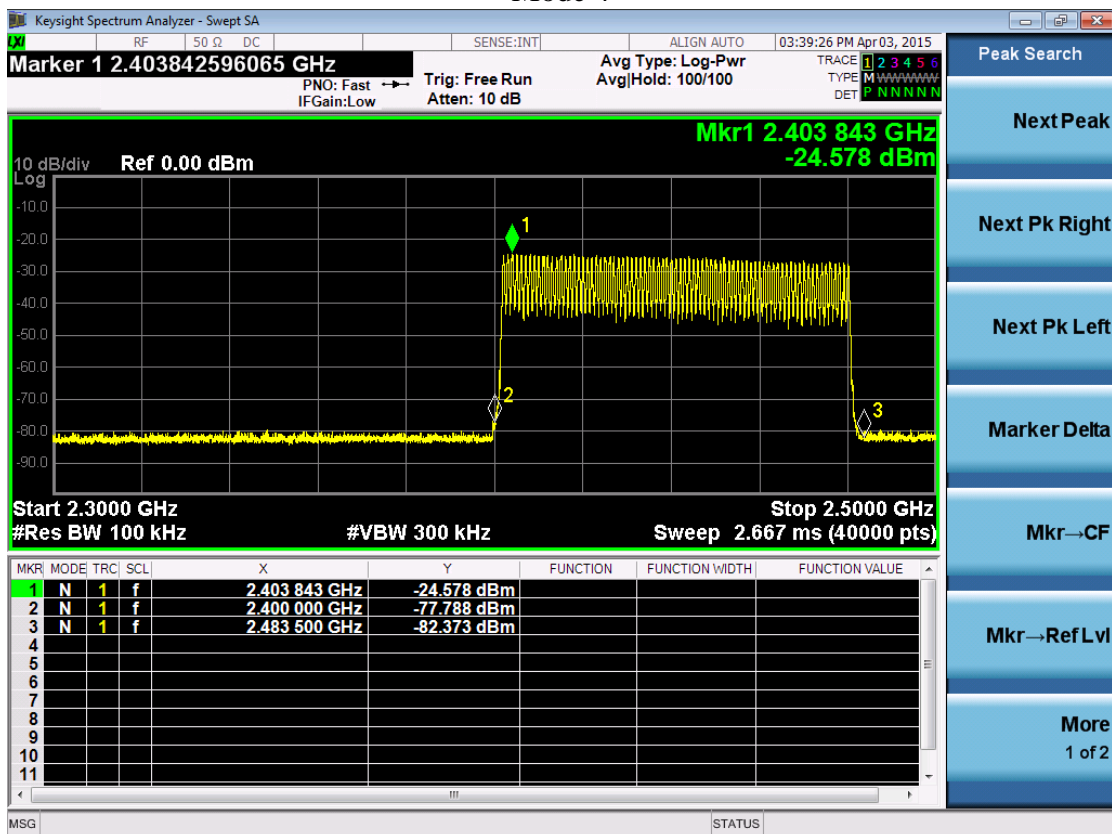 Keysight Spectrum Analyzer - Swept SA
LXI RF 50 Ω DC SENSE:INT ALIGN AUTO 03:39:26 PM Apr 03, 2015
Marker 1 2.403842596065 GHz
PNO: Fast
IFGain:Low
Trig: Free Run
Atten: 10 dB
Avg Type: Log-Pwr
Avg|Hold: 100/100
TRACE 1 2 3 4 5 6
TYPE M WWWWW
DET P N N N N N
Mkr1 2.403 843 GHz
-24.578 dBm
10 dB/div Ref 0.00 dBm
Log
-10.0
-20.0
-30.0
-40.0
-50.0
-60.0
-70.0
-80.0
-90.0
1
2
3
Start 2.3000 GHz Stop 2.5000 GHz
#Res BW 100 kHz #VBW 300 kHz Sweep 2.667 ms (40000 pts)
MKR MODE TRC SCL X Y FUNCTION FUNCTION WIDTH FUNCTION VALUE
1 N 1 f 2.403 843 GHz -24.578 dBm
2 N 1 f 2.400 000 GHz -77.788 dBm
3 N 1 f 2.483 500 GHz -82.373 dBm
4
5
6
7
8
9
10
11
MSG STATUS
Peak Search
Next Peak
Next Pk Right
Next Pk Left
Marker Delta
Mkr→CF
Mkr→Ref Lvl
More
1 of 2